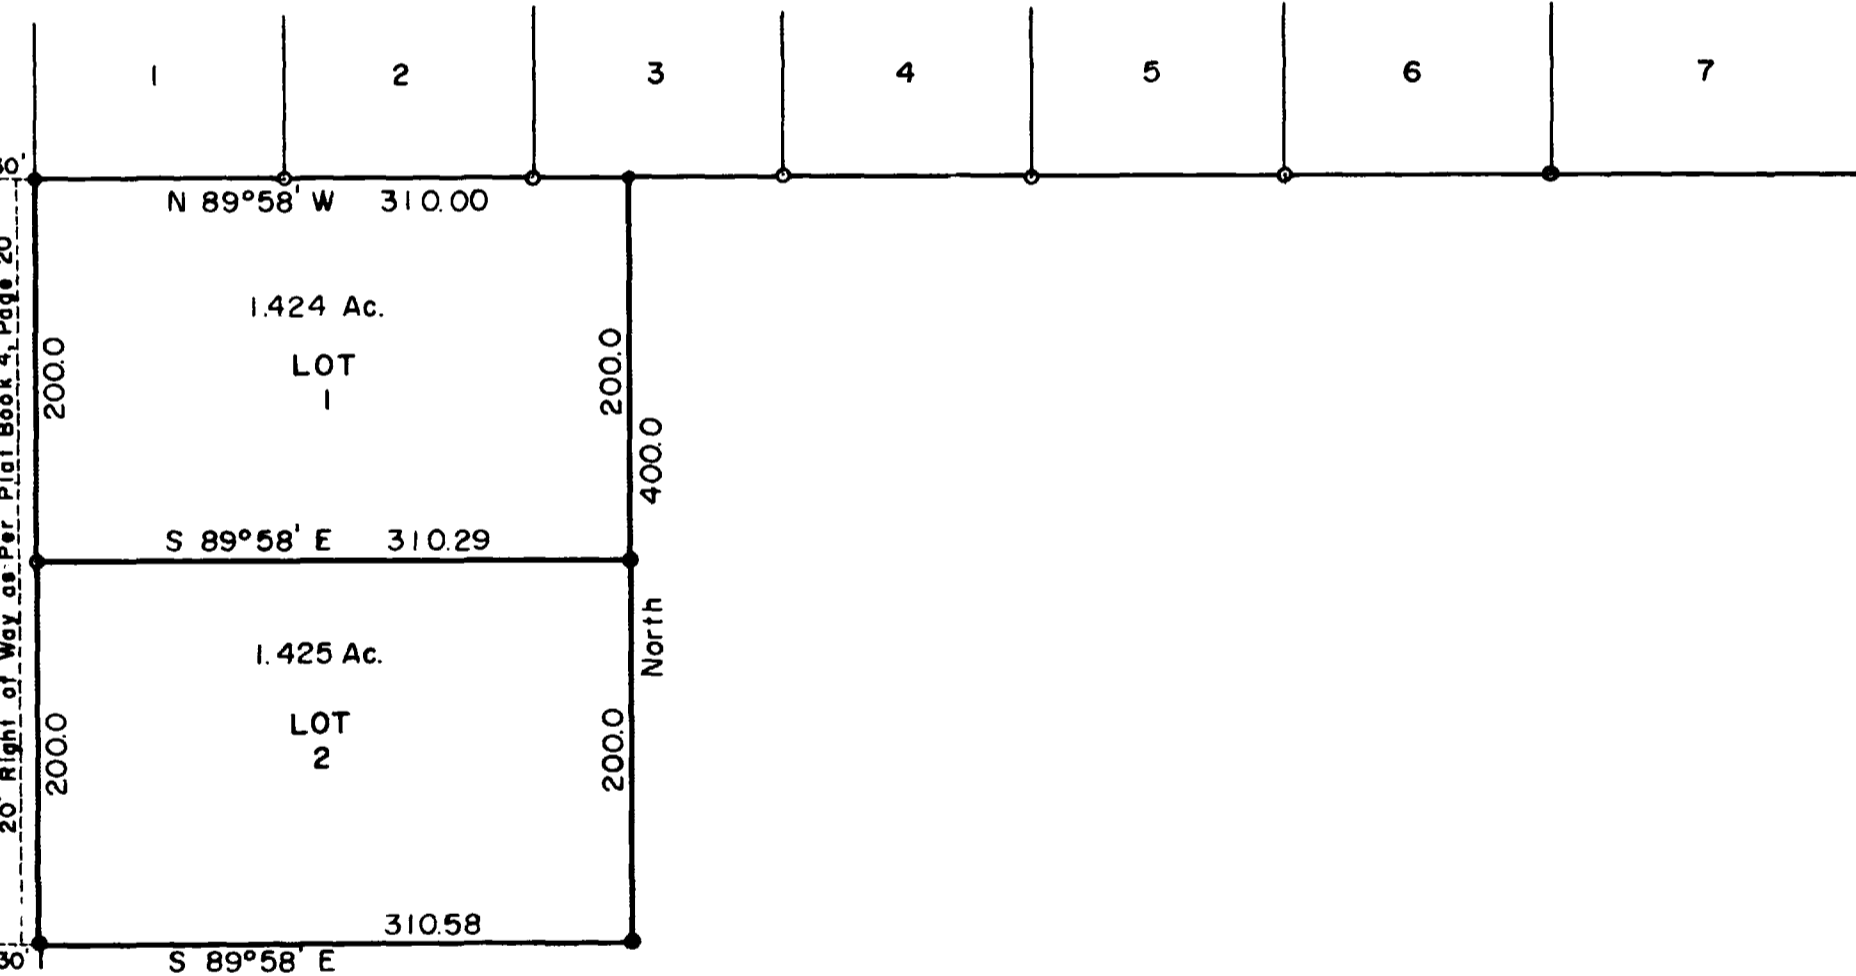 1 2 3 4 5 6 7
N 89°58' W 310.00
1.424 Ac.
LOT
1
200.0
200.0
400.0
S 89°58' E 310.29
North
1.425 Ac.
LOT
2
200.0
200.0
310.58
S 89°58' E
20' Right of Way as Per Plat Book 4, Page 20
30'